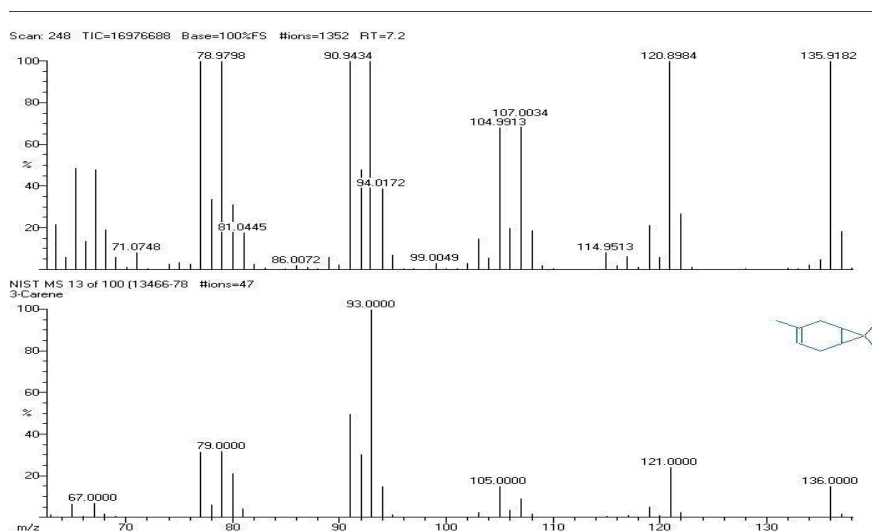 Scan: 248 TIC=16976688 Base=100%FS #ions=1352 RT=7.2
78.9798 90.9434 120.8984 135.9182
100
107.0034
80
104.9913
60
%
94.0172
40
81.0445
20
71.0748 86.0072 99.0049 114.9513
NIST MS 13 of 100 [13466-78 #ions=47
3-Carene
93.0000
100
80
60
%
40
79.0000
121.0000
20
67.0000 105.0000 136.0000
m/z 70 80 90 100 110 120 130